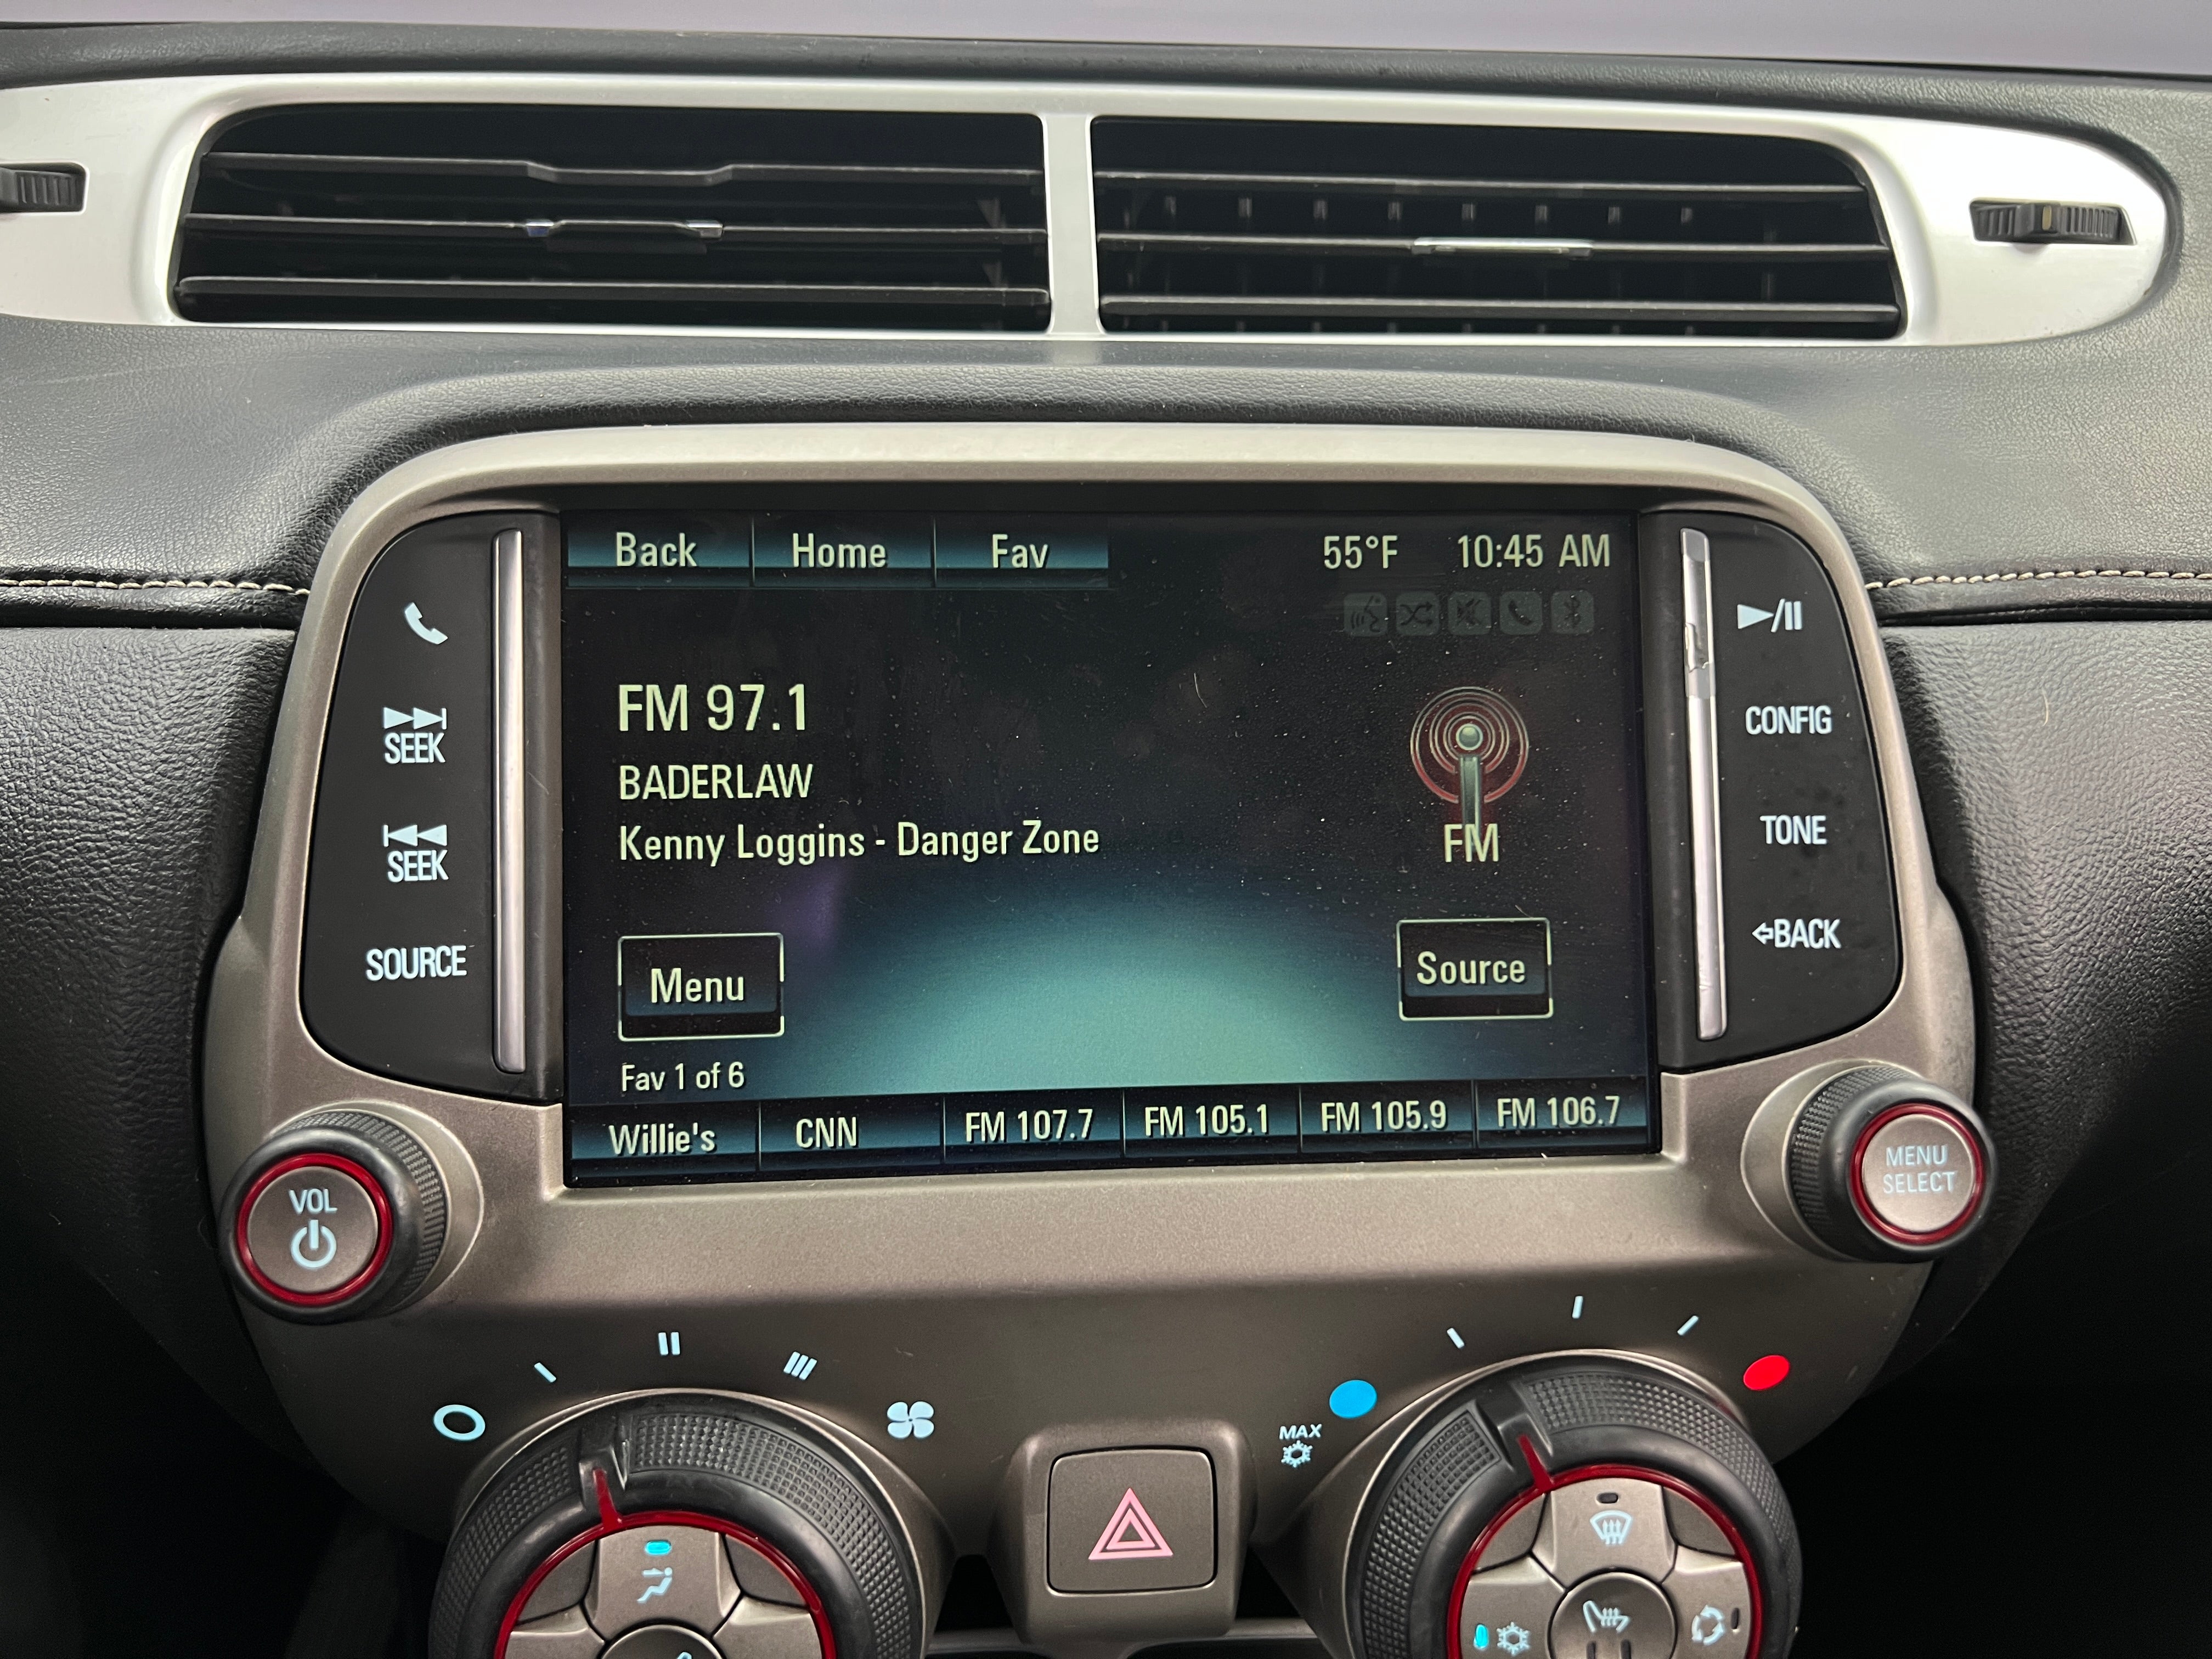 Back Home Fav 55°F 10:45 AM
FM 97.1
BADERLAW
Kenny Loggins - Danger Zone
FM
Menu
Source
Fav 1 of 6
Willie's CNN FM 107.7 FM 105.1 FM 105.9 FM 106.7
SEEK
SEEK
SOURCE
CONFIG
TONE
BACK
VOL
MENU
SELECT
MAX